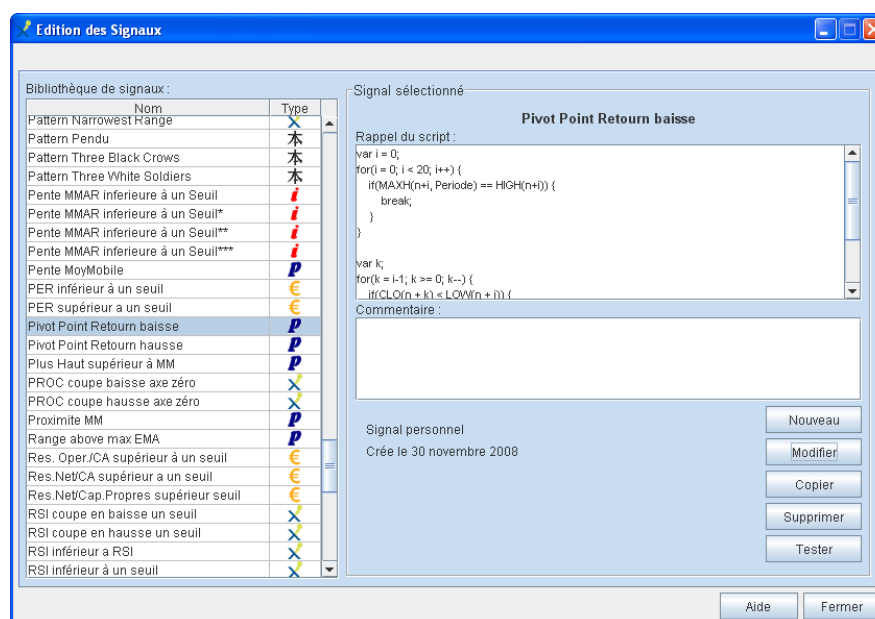 Edition des Signaux
Bibliothèque de signaux :
Nom Type
Pattern Narrowest Range
Pattern Pendu 本
Pattern Three Black Crows 本
Pattern Three White Soldiers 本
Pente MMAR inferieure à un Seuil i
Pente MMAR inferieure à un Seuil* i
Pente MMAR inferieure à un Seuil** i
Pente MMAR inferieure à un Seuil*** i
Pente MoyMobile p
PER inférieur à un seuil €
PER supérieur a un seuil €
Pivot Point Retourn baisse p
Pivot Point Retourn hausse p
Plus Haut supérieur à MM p
PROC coupe baisse axe zéro
PROC coupe hausse axe zéro
Proximite MM p
Range above max EMA p
Res. Oper./CA supérieur à un seuil €
Res.Net/CA supérieur a un seuil €
Res.Net/Cap.Propres supérieur seuil €
RSI coupe en baisse un seuil
RSI coupe en hausse un seuil
RSI inférieur a RSI
RSI inférieur à un seuil
Signal sélectionné
Pivot Point Retourn baisse
Rappel du script :
var i = 0;
for(i = 0; i < 20; i++) {
if(MAXH(n+i, Periode) == HIGH(n+i)) {
break;
}
}
var k;
for(k = i-1; k >= 0; k--) {
if(CLO(n + k) < LOW(n + i)) {
Commentaire :
Signal personnel
Crée le 30 novembre 2008
Nouveau
Modifier
Copier
Supprimer
Tester
Aide Fermer